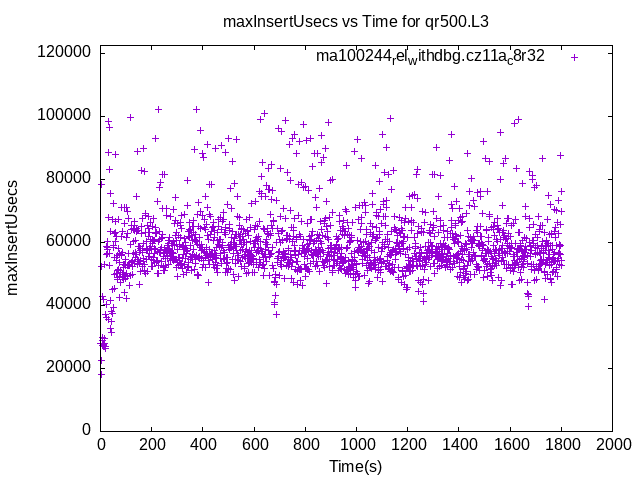 maxInsertUsecs vs Time for qr500.L3
ma100244relwithdbg.cz11ac8r32
maxInsertUsecs
120000
100000
80000
60000
40000
20000
0
0 200 400 600 800 1000 1200 1400 1600 1800 2000
Time(s)